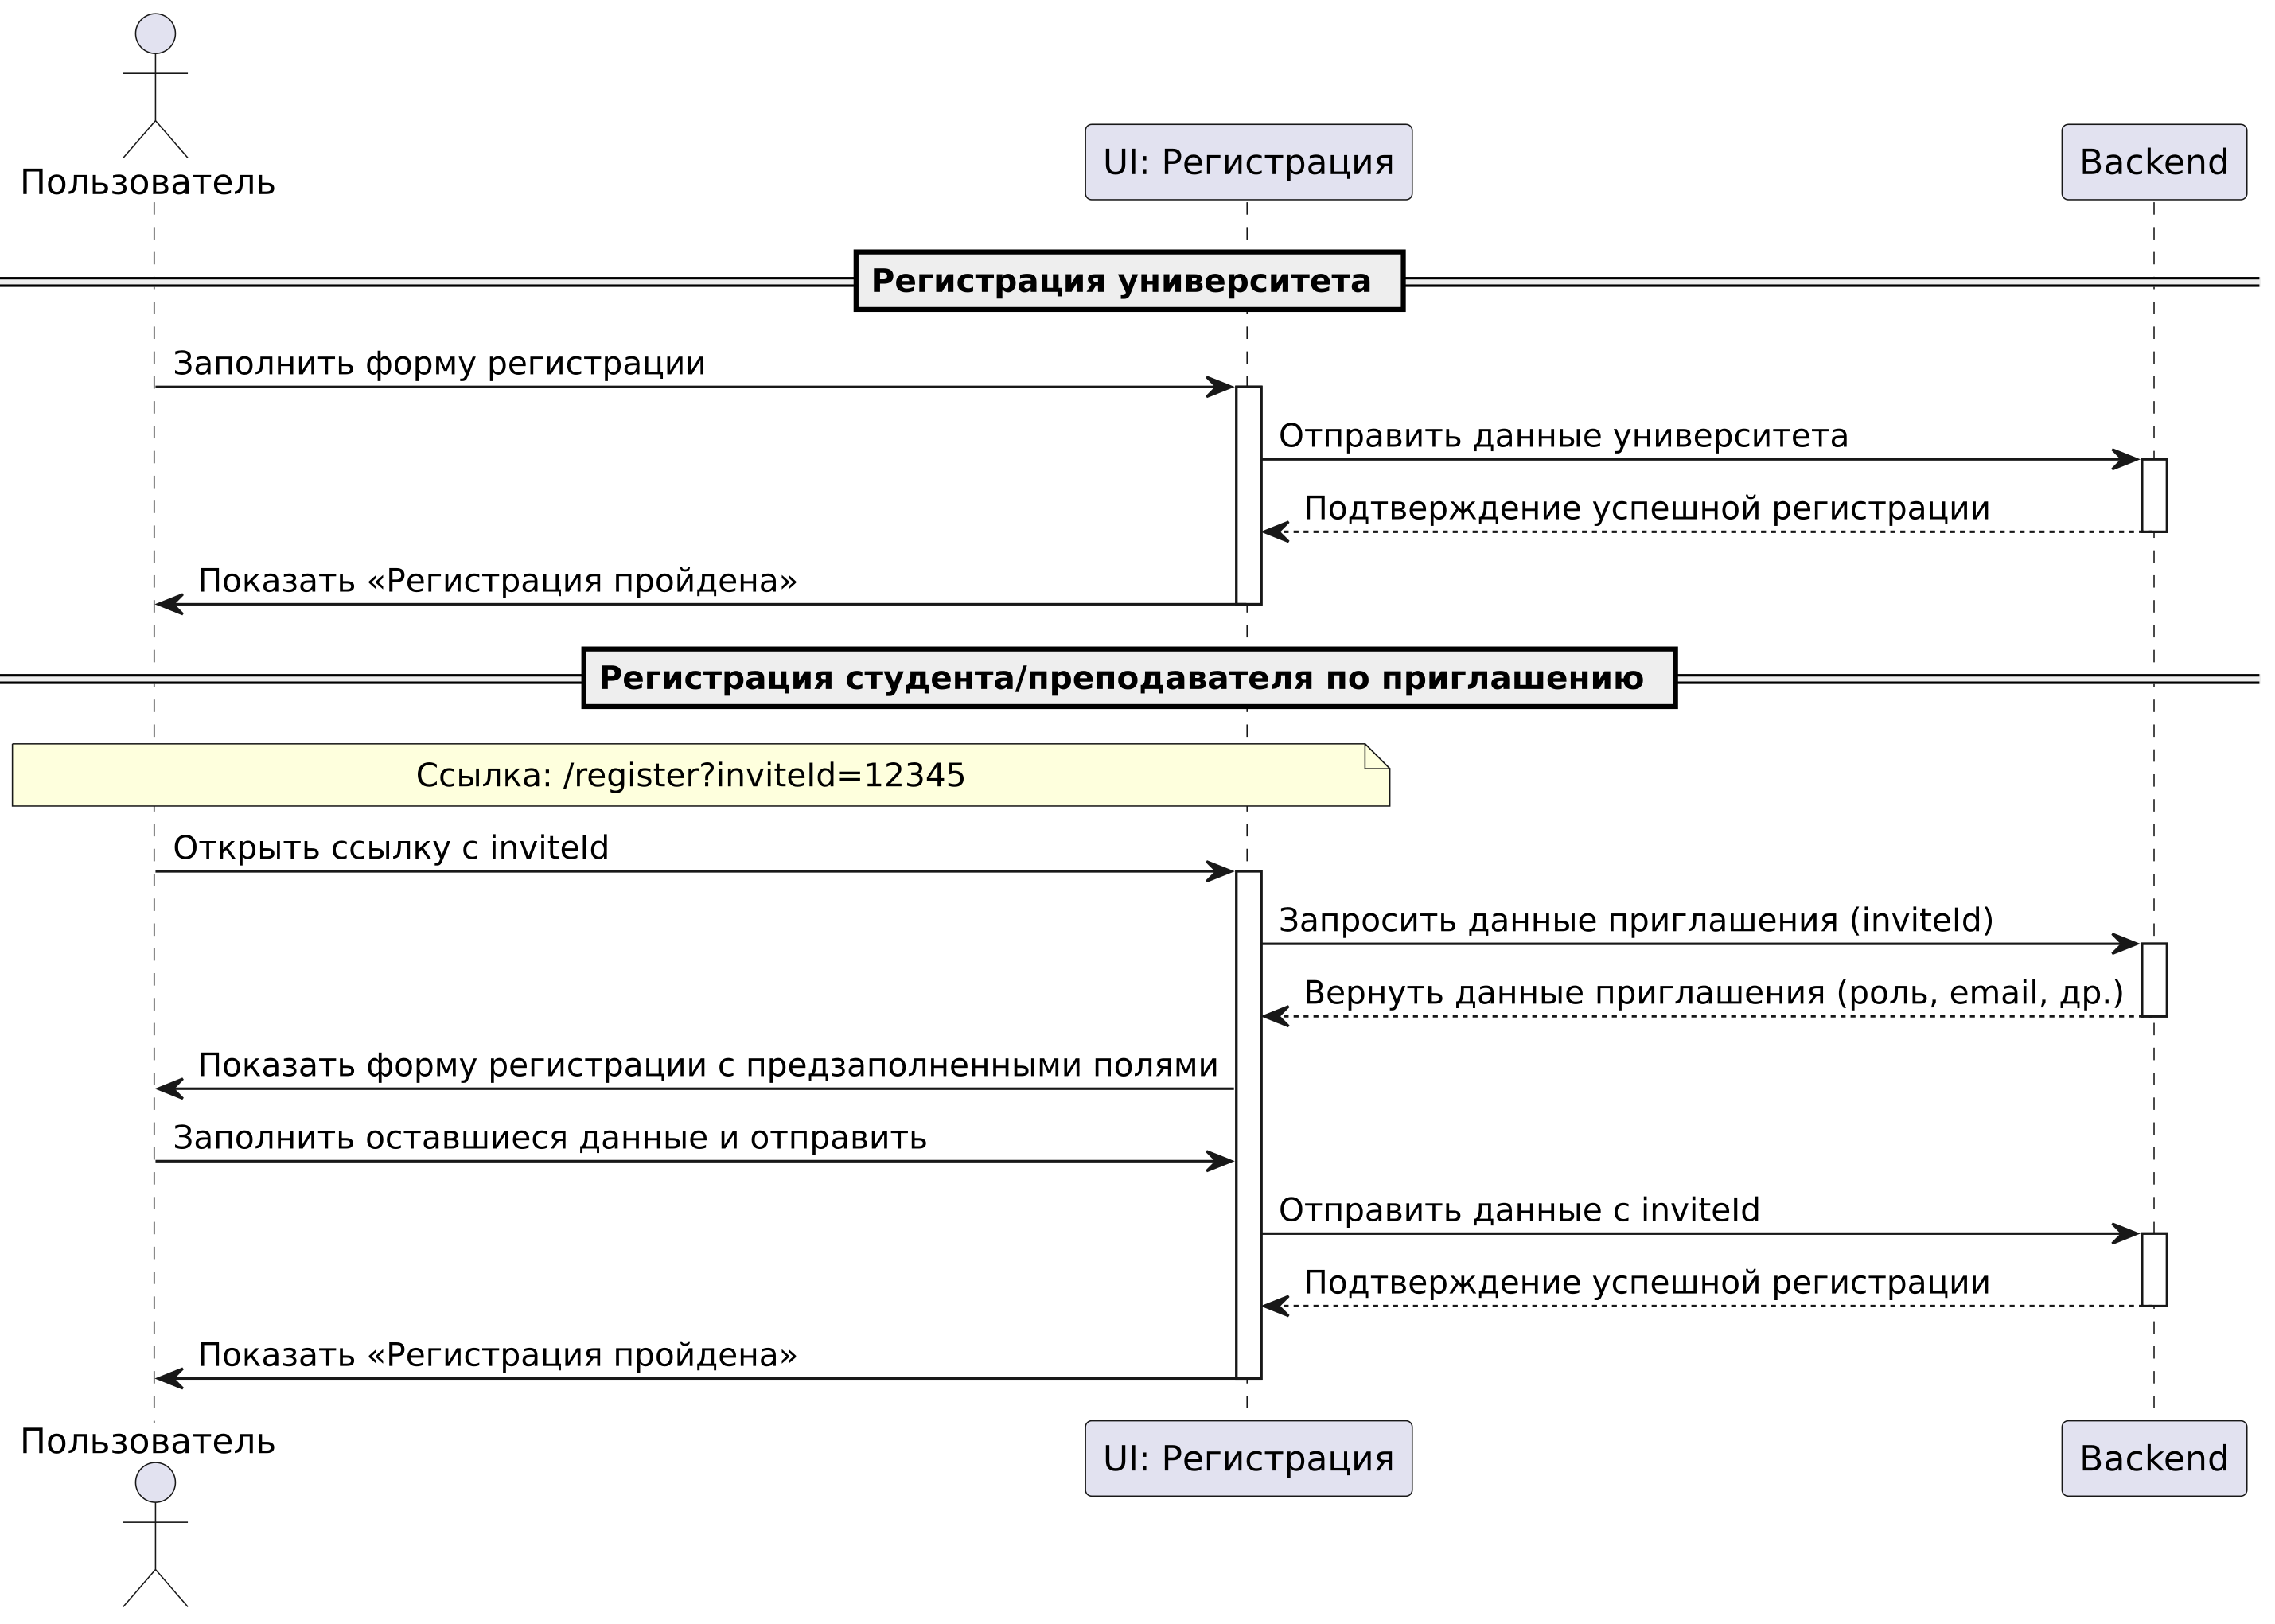 Пользователь
UI: Регистрация
Backend
Регистрация университета
Заполнить форму регистрации
Отправить данные университета
Подтверждение успешной регистрации
Показать «Регистрация пройдена»
Регистрация студента/преподавателя по приглашению
Ссылка: /register?inviteId=12345
Открыть ссылку с inviteId
Запросить данные приглашения (inviteId)
Вернуть данные приглашения (роль, email, др.)
Показать форму регистрации с предзаполненными полями
Заполнить оставшиеся данные и отправить
Отправить данные с inviteId
Подтверждение успешной регистрации
Показать «Регистрация пройдена»
Пользователь
UI: Регистрация
Backend